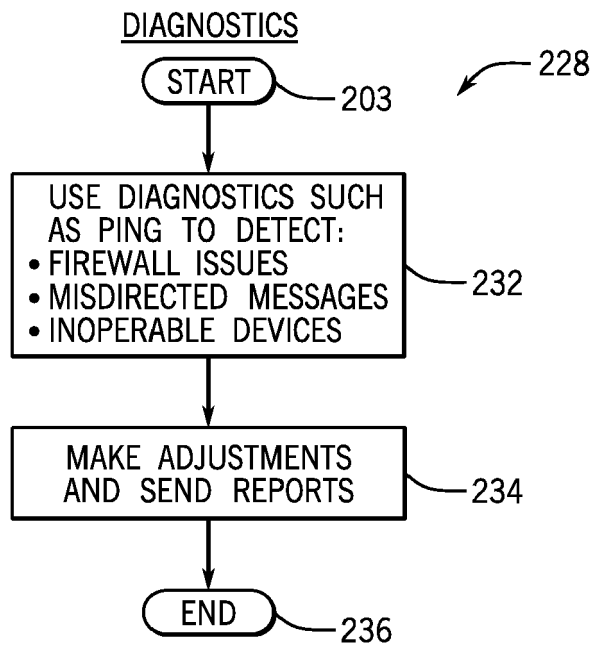 DIAGNOSTICS
START
203
228
USE DIAGNOSTICS SUCH
AS PING TO DETECT:
• FIREWALL ISSUES
• MISDIRECTED MESSAGES
• INOPERABLE DEVICES
232
MAKE ADJUSTMENTS
AND SEND REPORTS
234
END
236